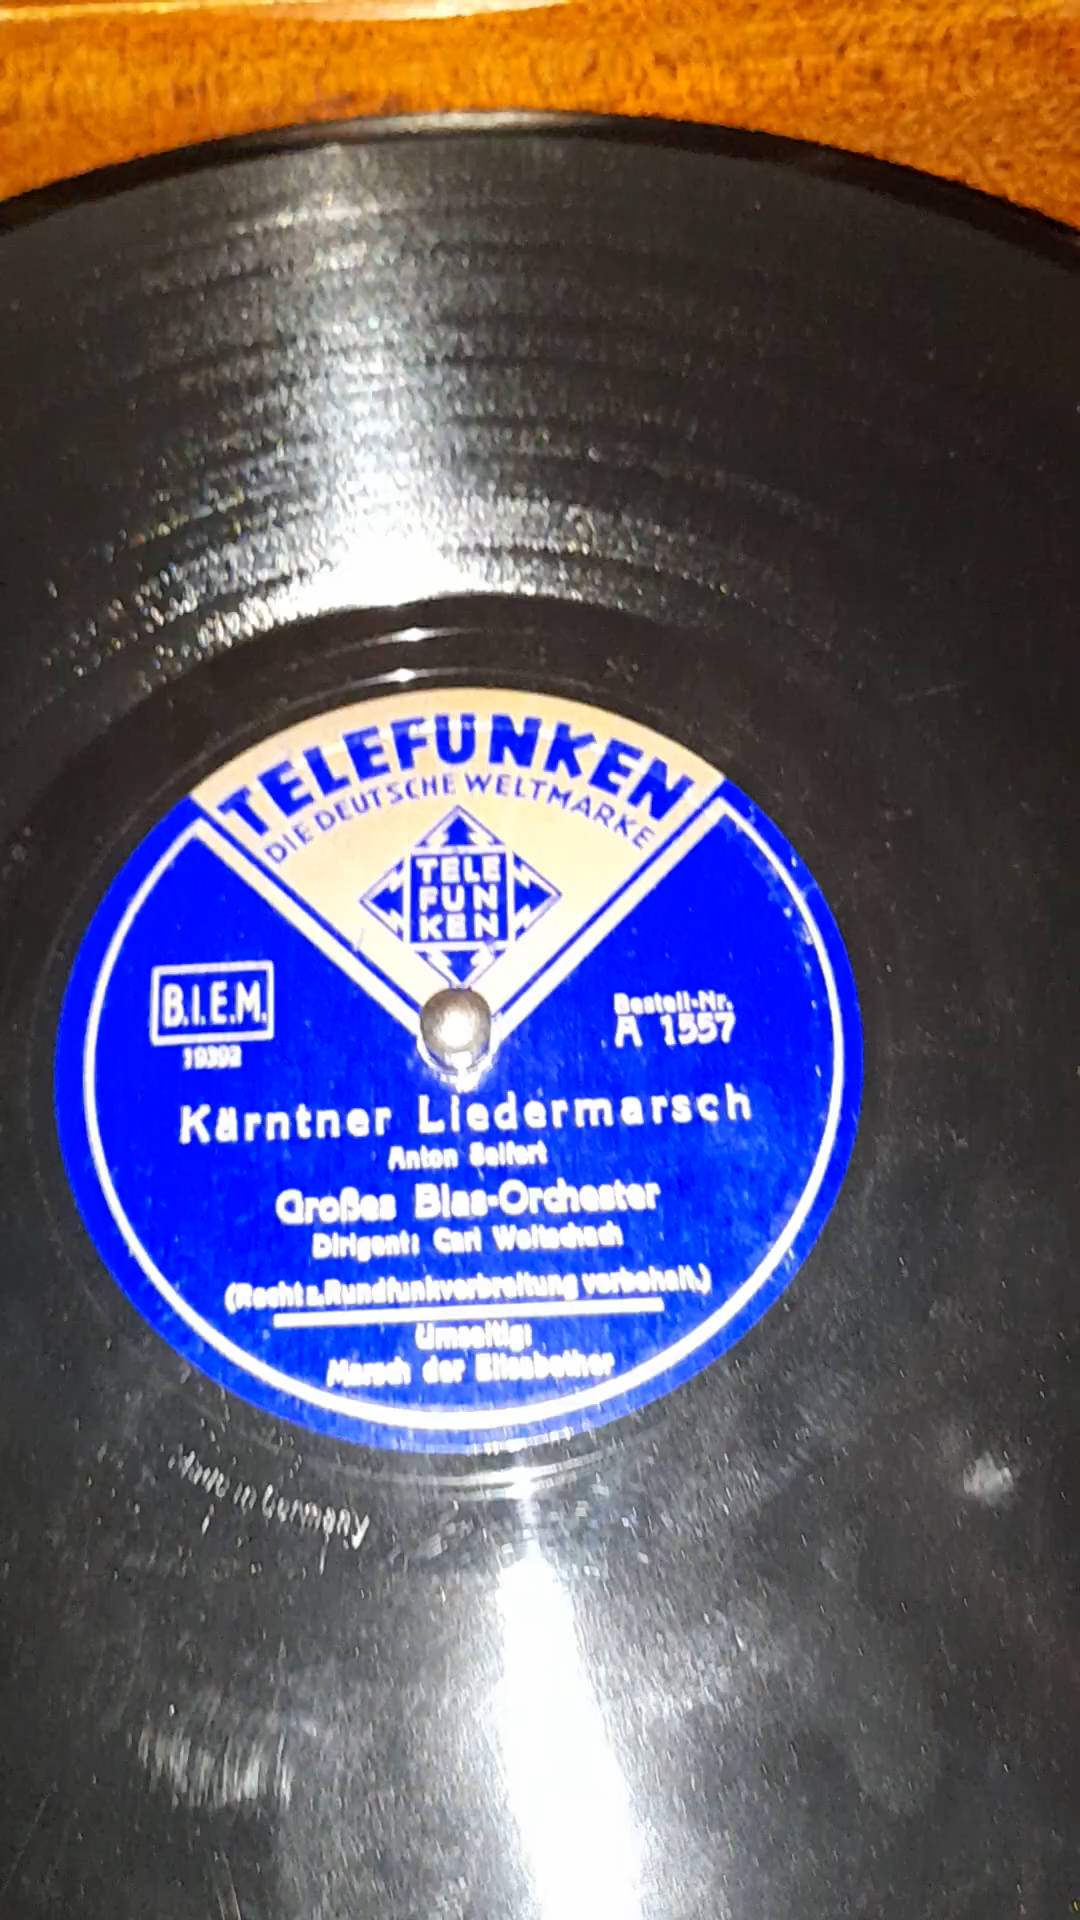 TELEFUNKEN
DIE DEUTSCHE WELTMARKE
TELE
FUN
KEN
B.I.E.M.
19392
Bestell-Nr.
A 1557
Kärntner Liedermarsch
Anton Seifert
Großes Blas-Orchester
Dirigent: Carl Woitschach
(Recht z. Rundfunkverbreitung vorbehalt.)
Umseitig:
Marsch der Elisabether
Made in Germany